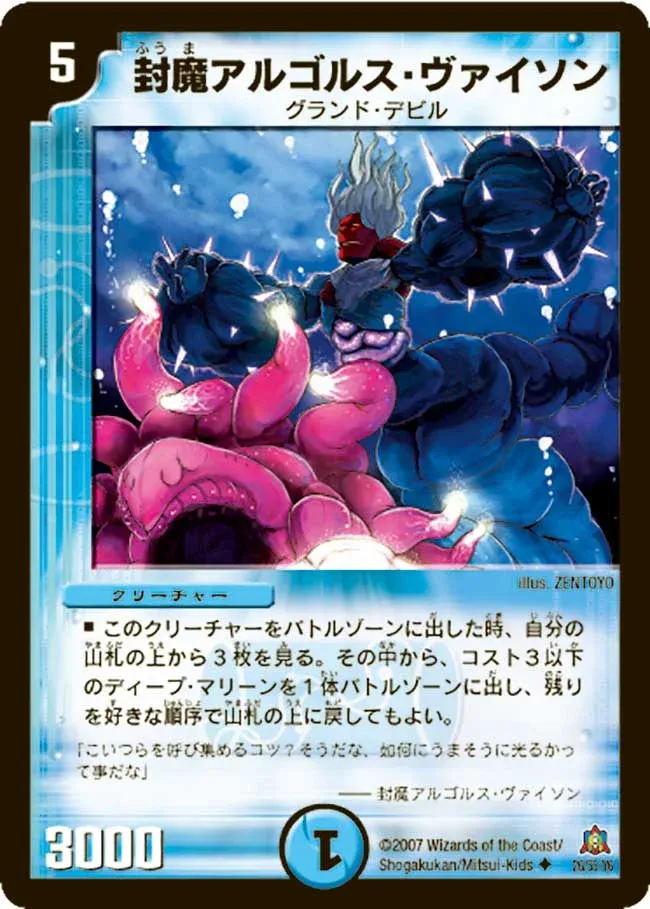 5
ふうま
封魔アルゴルス・ヴァイソン
グランド・デビル
illus. ZENTOYO
クリーチャー
■ このクリーチャーをバトルゾーンに出した時、自分の
山札の上から3枚を見る。その中から、コスト3以下
のディープ・マリーンを1体バトルゾーンに出し、残り
を好きな順序で山札の上に戻してもよい。
「こいつらを呼び集めるコツ？そうだな、如何にうまそうに光るかっ
て事だな」
―― 封魔アルゴルス・ヴァイソン
3000
1
©2007 Wizards of the Coast/
Shogakukan/Mitsui-Kids
26/55 Y6